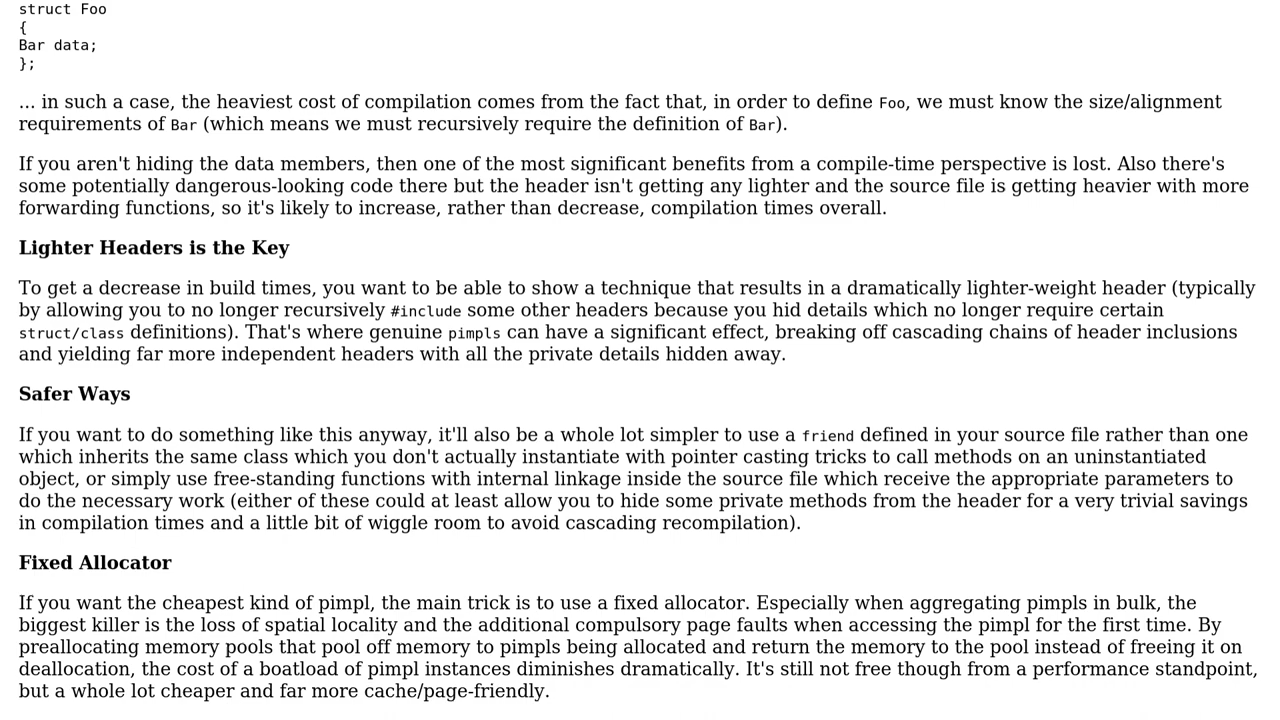 struct Foo
{
Bar data;
};
... in such a case, the heaviest cost of compilation comes from the fact that, in order to define Foo, we must know the size/alignment
requirements of Bar (which means we must recursively require the definition of Bar).
If you aren't hiding the data members, then one of the most significant benefits from a compile-time perspective is lost. Also there's
some potentially dangerous-looking code there but the header isn't getting any lighter and the source file is getting heavier with more
forwarding functions, so it's likely to increase, rather than decrease, compilation times overall.
Lighter Headers is the Key
To get a decrease in build times, you want to be able to show a technique that results in a dramatically lighter-weight header (typically
by allowing you to no longer recursively #include some other headers because you hid details which no longer require certain
struct/class definitions). That's where genuine pimpls can have a significant effect, breaking off cascading chains of header inclusions
and yielding far more independent headers with all the private details hidden away.
Safer Ways
If you want to do something like this anyway, it'll also be a whole lot simpler to use a friend defined in your source file rather than one
which inherits the same class which you don't actually instantiate with pointer casting tricks to call methods on an uninstantiated
object, or simply use free-standing functions with internal linkage inside the source file which receive the appropriate parameters to
do the necessary work (either of these could at least allow you to hide some private methods from the header for a very trivial savings
in compilation times and a little bit of wiggle room to avoid cascading recompilation).
Fixed Allocator
If you want the cheapest kind of pimpl, the main trick is to use a fixed allocator. Especially when aggregating pimpls in bulk, the
biggest killer is the loss of spatial locality and the additional compulsory page faults when accessing the pimpl for the first time. By
preallocating memory pools that pool off memory to pimpls being allocated and return the memory to the pool instead of freeing it on
deallocation, the cost of a boatload of pimpl instances diminishes dramatically. It's still not free though from a performance standpoint,
but a whole lot cheaper and far more cache/page-friendly.